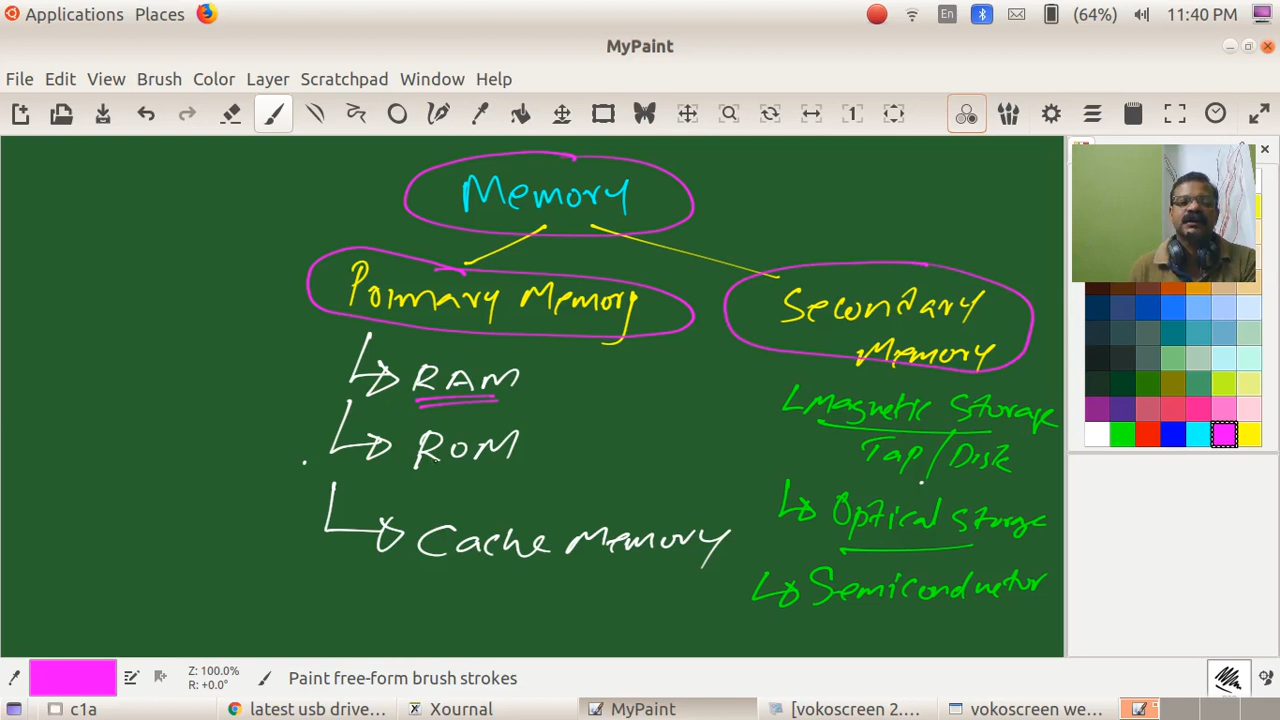 Applications Places En (64%) 11:40 PM
MyPaint
File Edit View Brush Color Layer Scratchpad Window Help
Memory
Primary Memory
Secondary
Memory
RAM
Magnetic Storage
Tap/Disk
ROM
Optical Storge
Cache Memory
Semiconductor
Z: 100.0%
R: +0.0°
Paint free-form brush strokes
c1a latest usb drive... Xournal MyPaint [vokoscreen 2.... vokoscreen we...